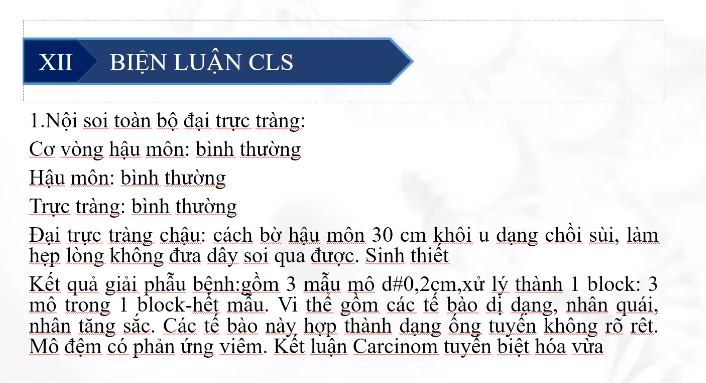 XII BIỆN LUẬN CLS
1.Nội soi toàn bộ đại trực tràng:
Cơ vòng hậu môn: bình thường
Hậu môn: bình thường
Trực tràng: bình thường
Đại trực tràng chậu: cách bờ hậu môn 30 cm khối u dạng chồi sùi, làm
hẹp lòng không đưa dây soi qua được. Sinh thiết
Kết quả giải phẫu bệnh:gồm 3 mẫu mô d#0,2cm,xử lý thành 1 block: 3
mô trong 1 block-hết mẫu. Vi thể gồm các tế bào dị dạng, nhân quái,
nhân tăng sắc. Các tế bào này hợp thành dạng ống tuyến không rõ rêt.
Mô đệm có phản ứng viêm. Kết luận Carcinom tuyến biệt hóa vừa